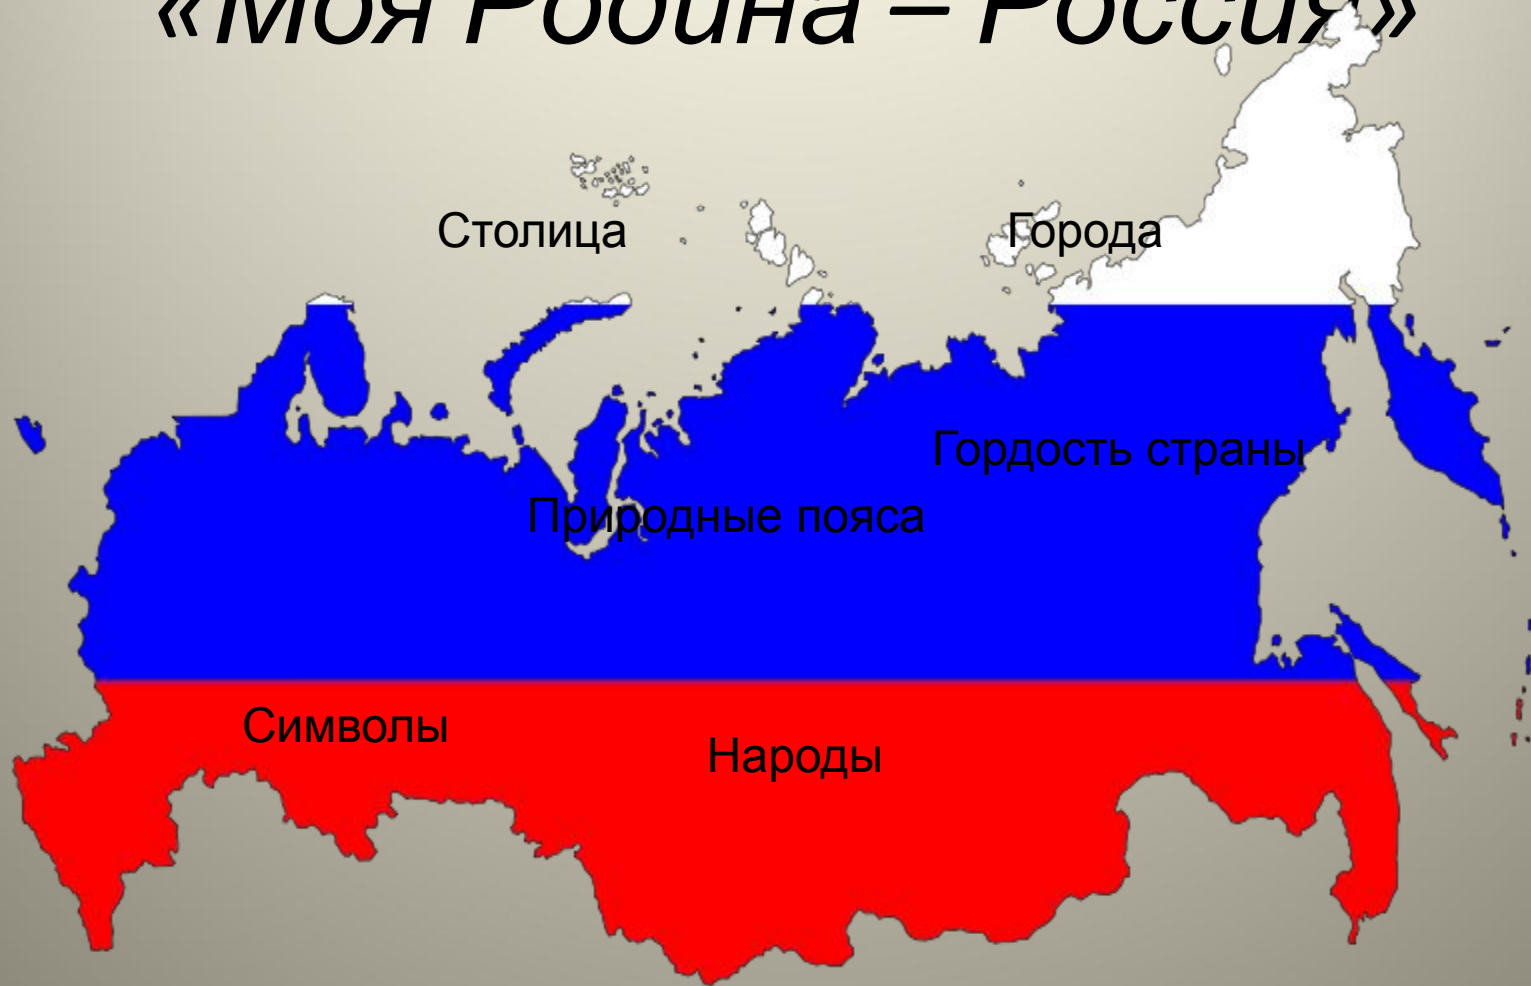 «Моя Родина – Россия»
Столица
Города
Гордость страны
Природные пояса
Символы
Народы